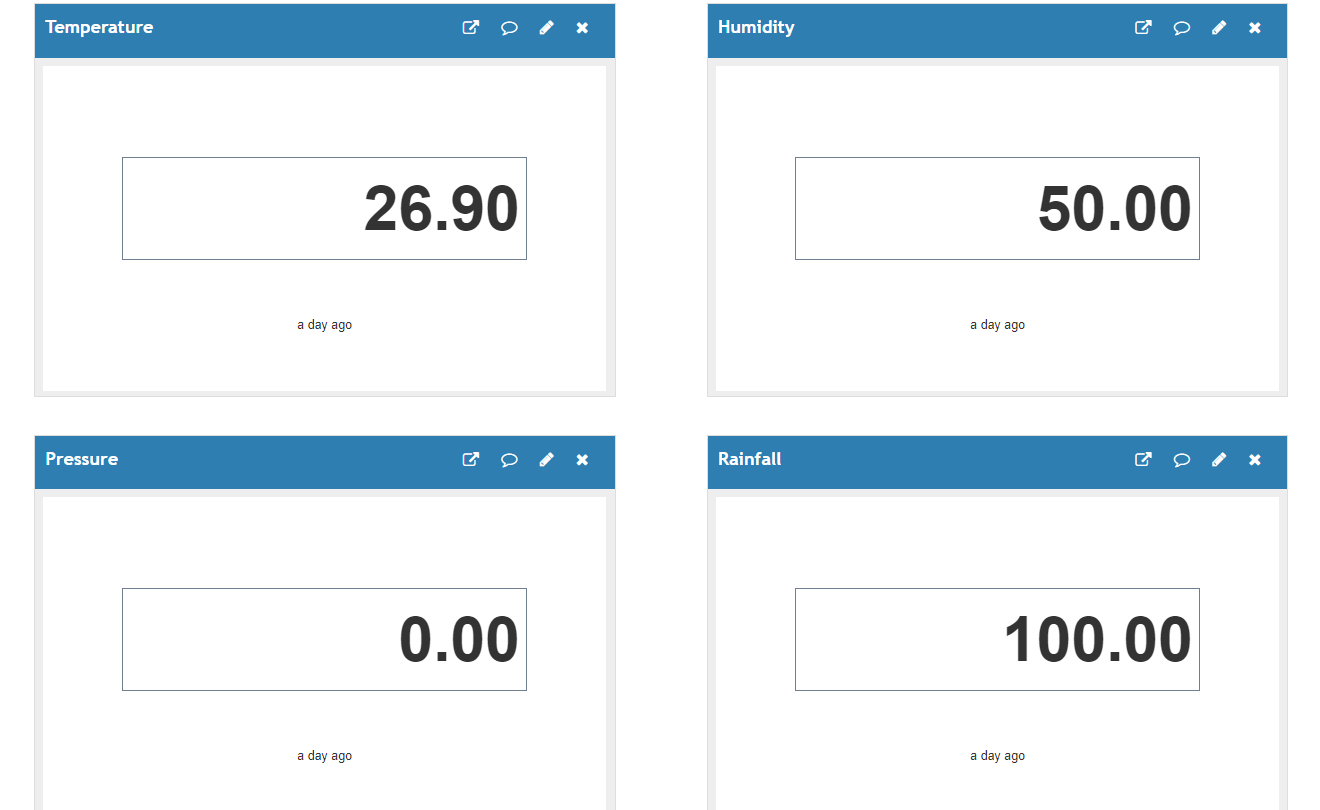 Temperature
26.90
a day ago
Humidity
50.00
a day ago
Pressure
0.00
a day ago
Rainfall
100.00
a day ago